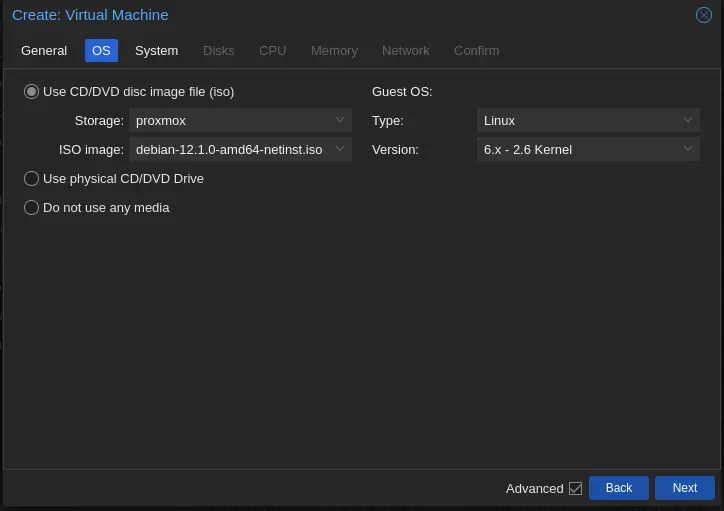 Create: Virtual Machine
General OS System Disks CPU Memory Network Confirm
Use CD/DVD disc image file (iso) Guest OS:
Storage: proxmox Type: Linux
ISO image: debian-12.1.0-amd64-netinst.iso Version: 6.x - 2.6 Kernel
Use physical CD/DVD Drive
Do not use any media
Advanced Back Next